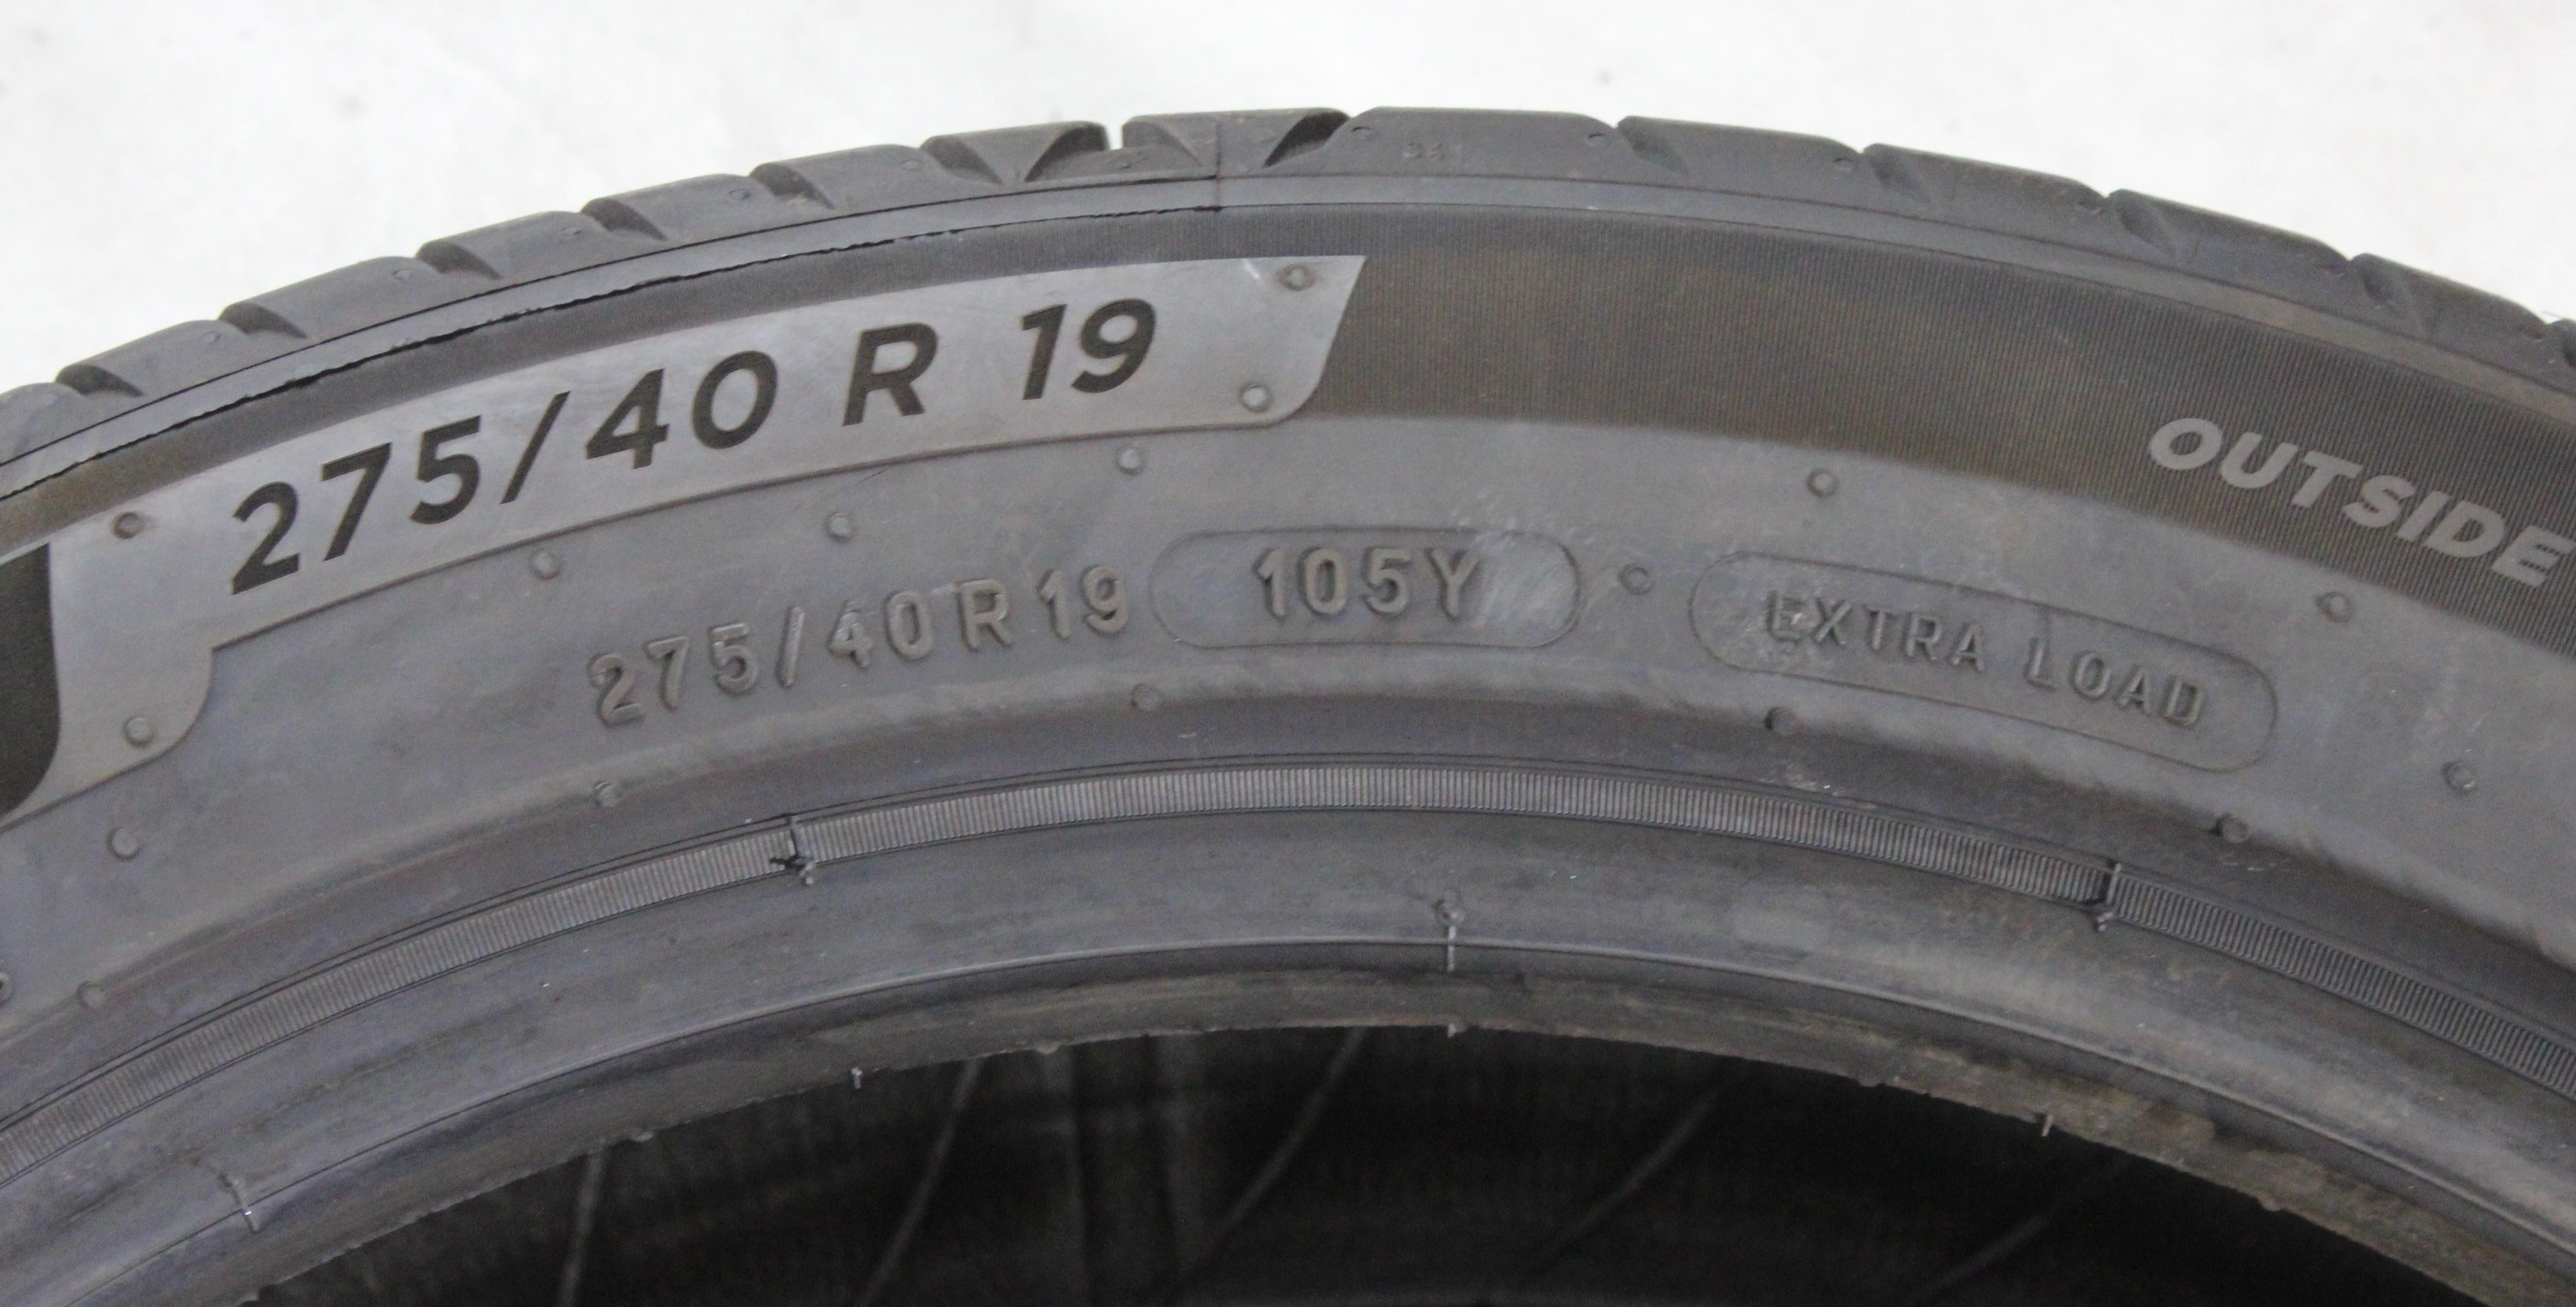 275/40 R 19
OUTSIDE
275/40R19 105Y EXTRA LOAD